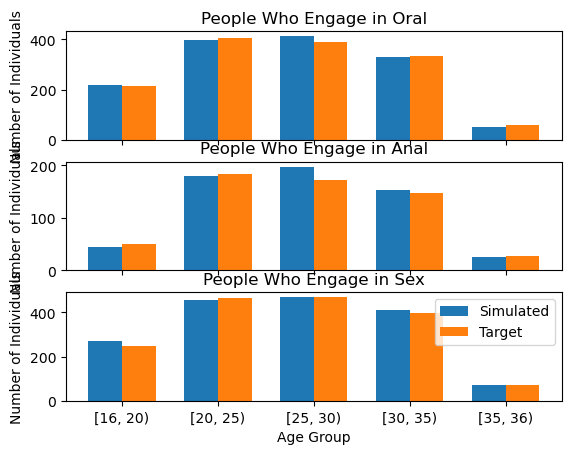 People Who Engage in Oral
Number of Individuals
400
200
0
People Who Engage in Anal
Number of Individuals
200
100
0
People Who Engage in Sex
Number of Individuals
400
200
0
Simulated
Target
[16, 20) [20, 25) [25, 30) [30, 35) [35, 36)
Age Group